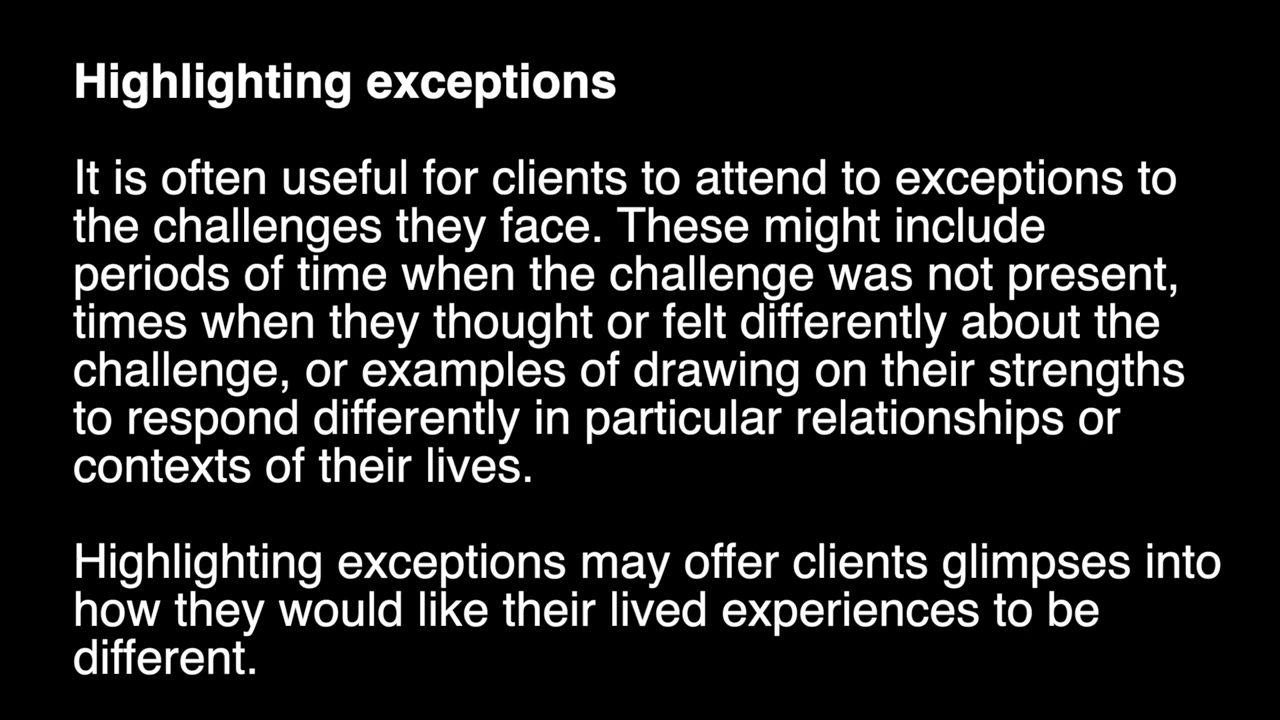 Highlighting exceptions
It is often useful for clients to attend to exceptions to
the challenges they face. These might include
periods of time when the challenge was not present,
times when they thought or felt differently about the
challenge, or examples of drawing on their strengths
to respond differently in particular relationships or
contexts of their lives.
Highlighting exceptions may offer clients glimpses into
how they would like their lived experiences to be
different.